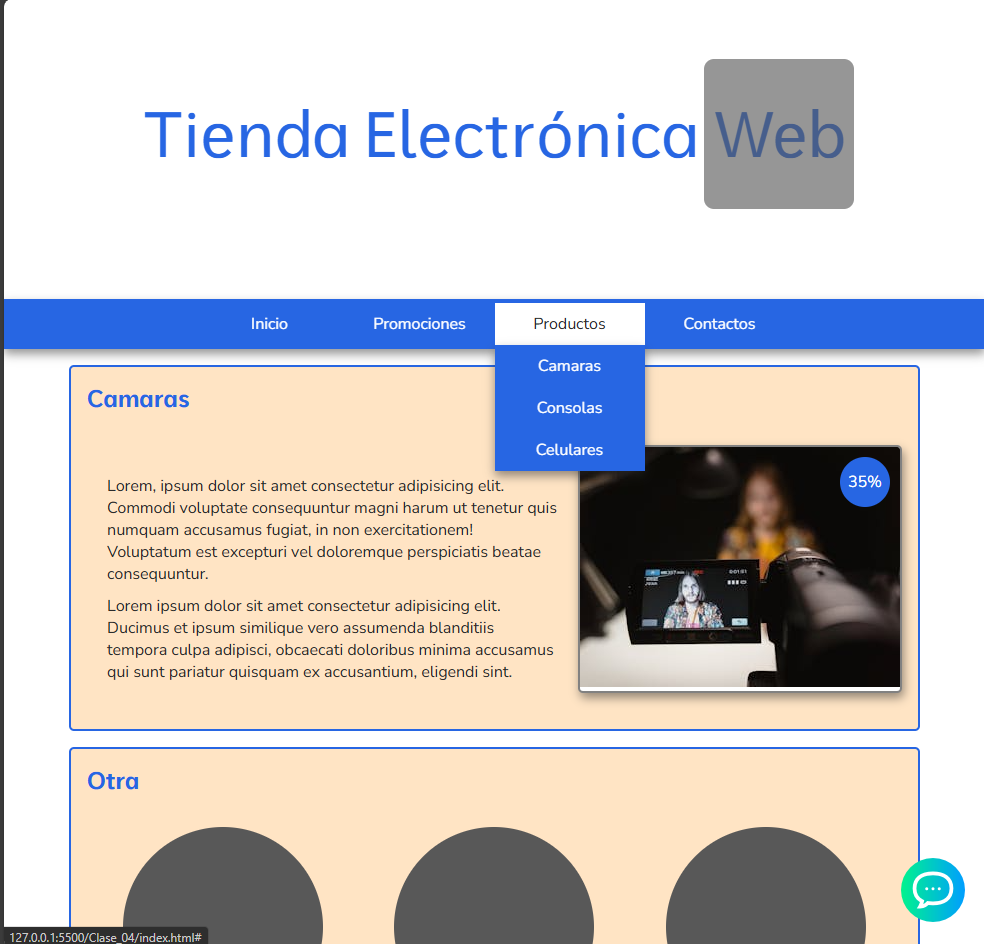 Tienda Electrónica Web
Inicio Promociones Productos Contactos
Camaras
Consolas
Celulares
Camaras
35%
Lorem, ipsum dolor sit amet consectetur adipisicing elit.
Commodi voluptate consequuntur magni harum ut tenetur quis
numquam accusamus fugiat, in non exercitationem!
Voluptatum est excepturi vel doloremque perspiciatis beatae
consequuntur.
Lorem ipsum dolor sit amet consectetur adipisicing elit.
Ducimus et ipsum similique vero assumenda blanditiis
tempora culpa adipisci, obcaecati doloribus minima accusamus
qui sunt pariatur quisquam ex accusantium, eligendi sint.
0:01:01
Otra
127.0.0.1:5500/Clase_04/index.html#